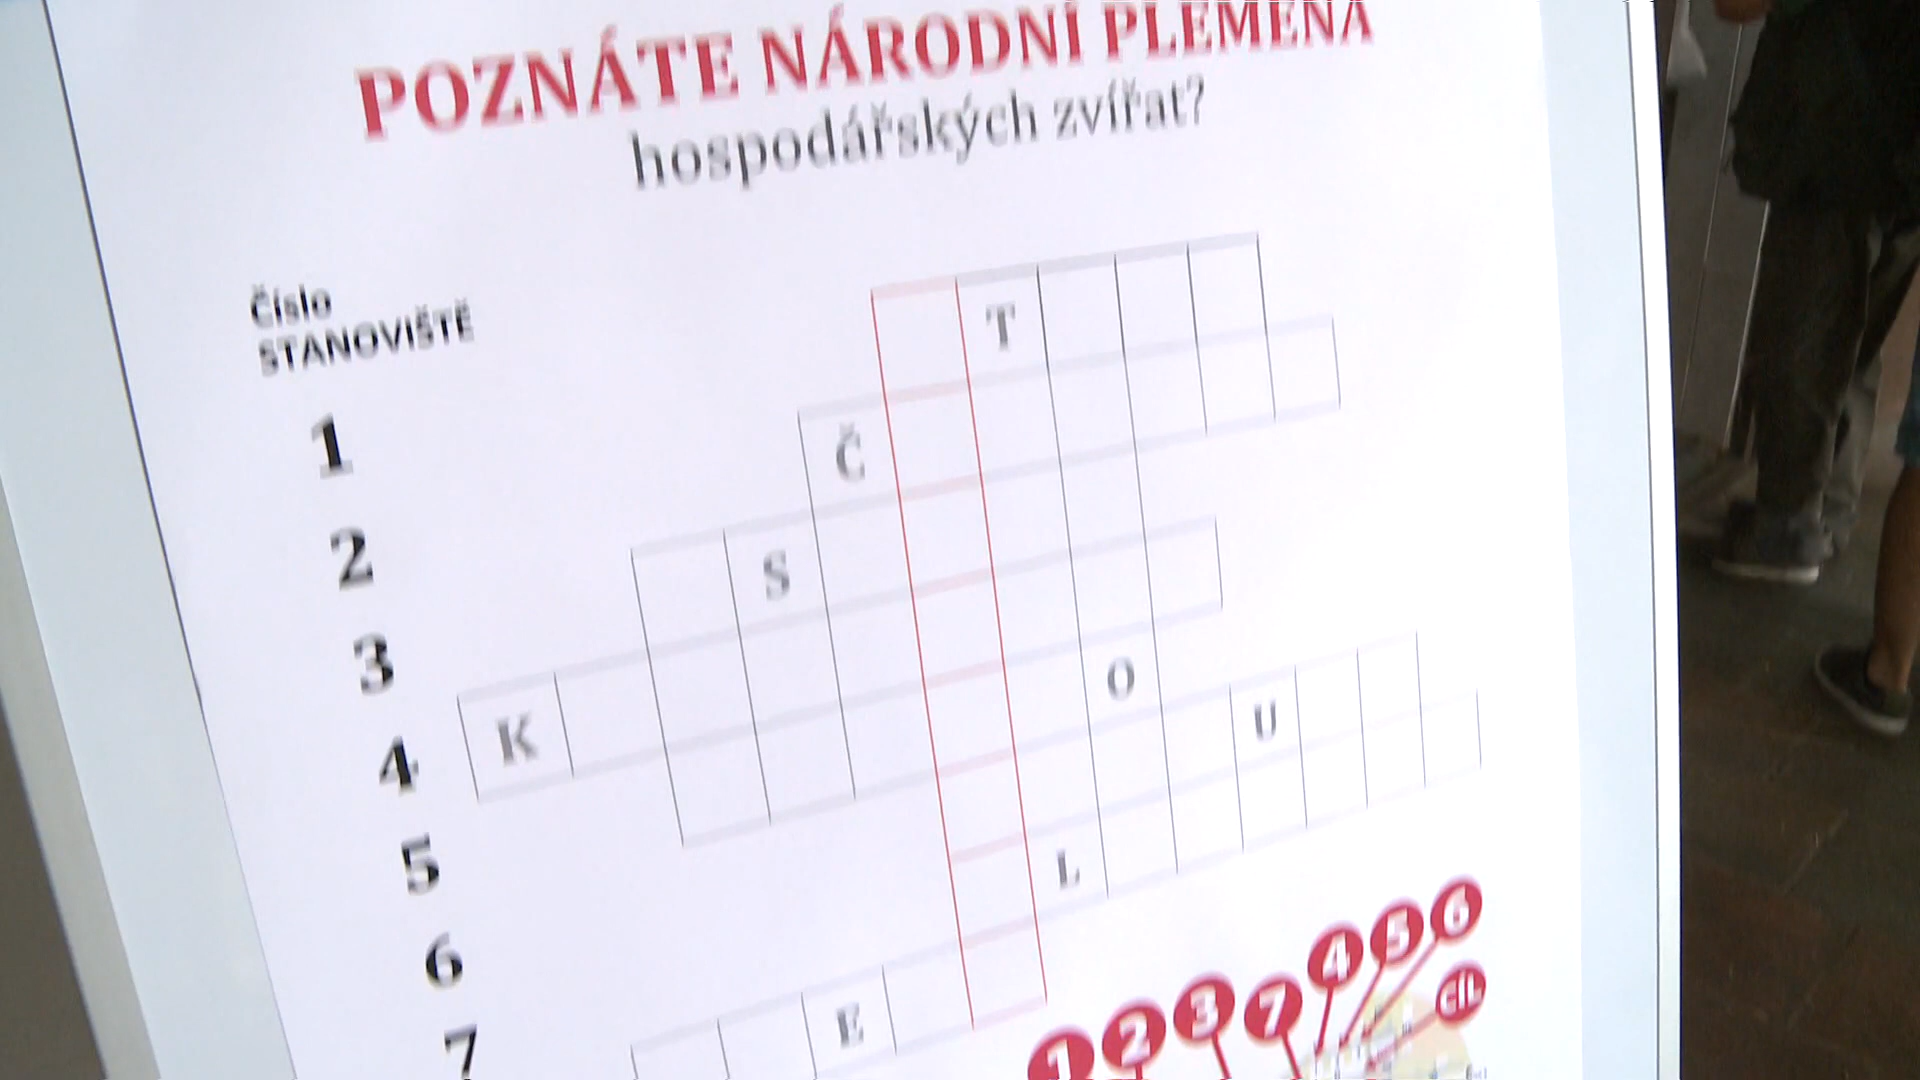 POZNÁTE NÁRODNÍ PLEMENA
hospodářských zvířat?
Číslo
STANOVIŠTĚ
T
1
Č
2
S
3
K
O
4
U
5
L
6
E
7
1 2 3 7 4 5 6
CÍL